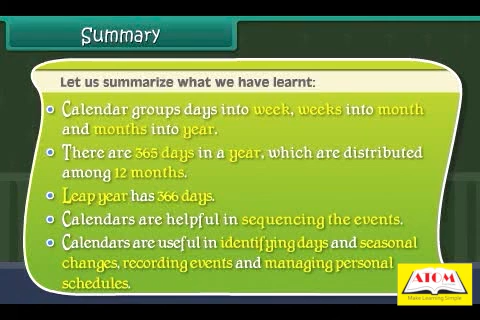 Summary
Let us summarize what we have learnt:
Calendar groups days into week, weeks into month
and months into year.
There are 365 days in a year, which are distributed
among 12 months.
Leap year has 366 days.
Calendars are helpful in sequencing the events.
Calendars are useful in identifying days and seasonal
changes, recording events and managing personal
schedules.
ATOM
Make Learning Simple